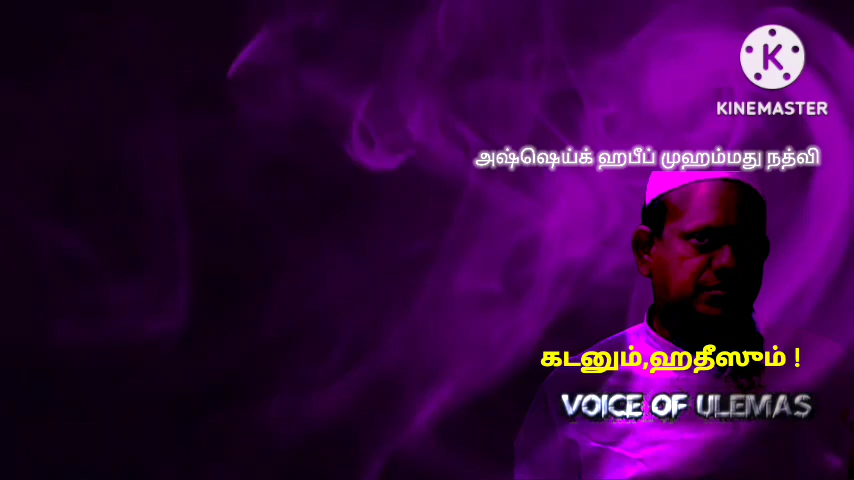 KINEMASTER
அஷ்ஷெய்க் ஹபீப் முஹம்மது நத்வி
கடனும்,ஹதீஸும் !
VOICE OF ULEMAS